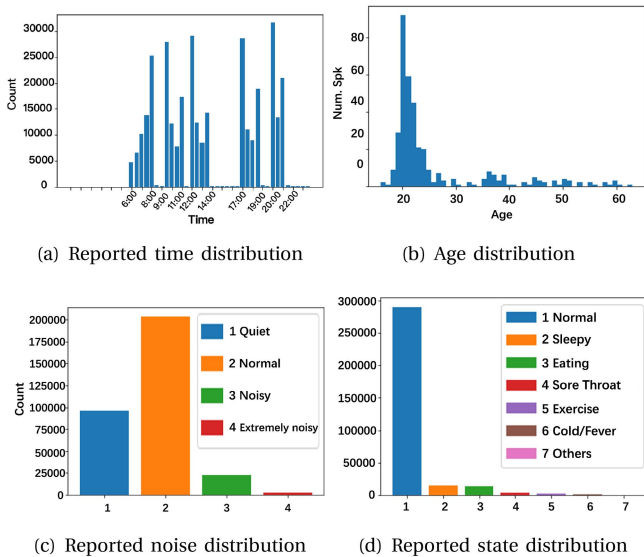 30000
25000
20000
15000
10000
5000
0
Count
6:00
8:00
9:00
11:00
12:00
14:00
17:00
19:00
20:00
22:00
Time
(a) Reported time distribution
80
60
40
20
0
Num. Spk
20
30
40
50
60
Age
(b) Age distribution
200000
175000
150000
125000
100000
75000
50000
25000
0
Count
1 Quiet
2 Normal
3 Noisy
4 Extremely noisy
1 2 3 4
(c) Reported noise distribution
300000
250000
200000
150000
100000
50000
0
1 Normal
2 Sleepy
3 Eating
4 Sore Throat
5 Exercise
6 Cold/Fever
7 Others
1 2 3 4 5 6 7
(d) Reported state distribution